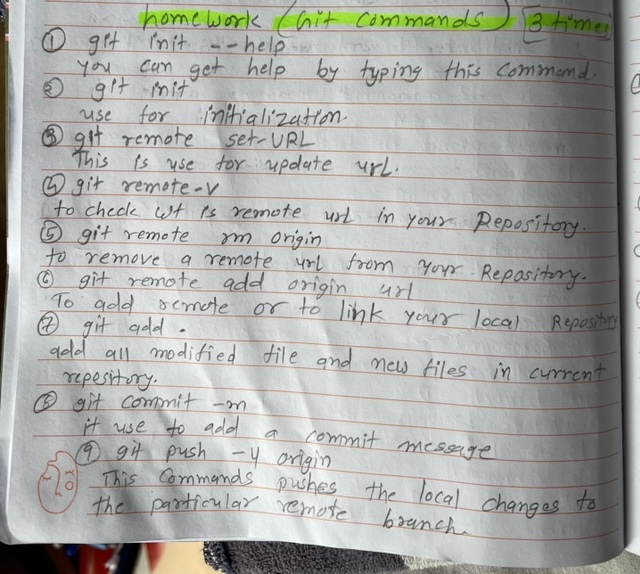 homework (Git commands) [3 times
① git init --help
you can get help by typing this command.
② git init
use for initialization.
③ git remote set-URL
This is use for update url.
④ git remote -v
to check wt is remote url in your Repository.
⑤ git remote rm origin
to remove a remote url from your Repository.
⑥ git remote add origin url
To add remote or to link your local Repository
⑦ git add .
add all modified file and new files in current
repository.
⑧ git commit -m
it use to add a commit message
⑨ git push -u origin
This Commands pushes the local changes to
the particular remote branch.